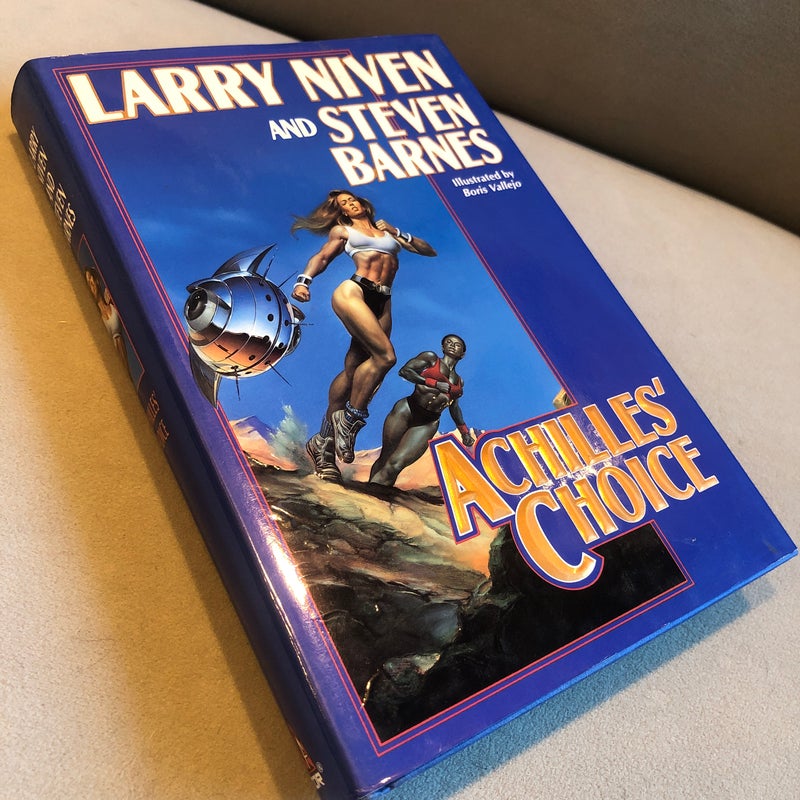 LARRY NIVEN
AND STEVEN
BARNES
Illustrated by
Boris Vallejo
ACHILLES'
CHOICE